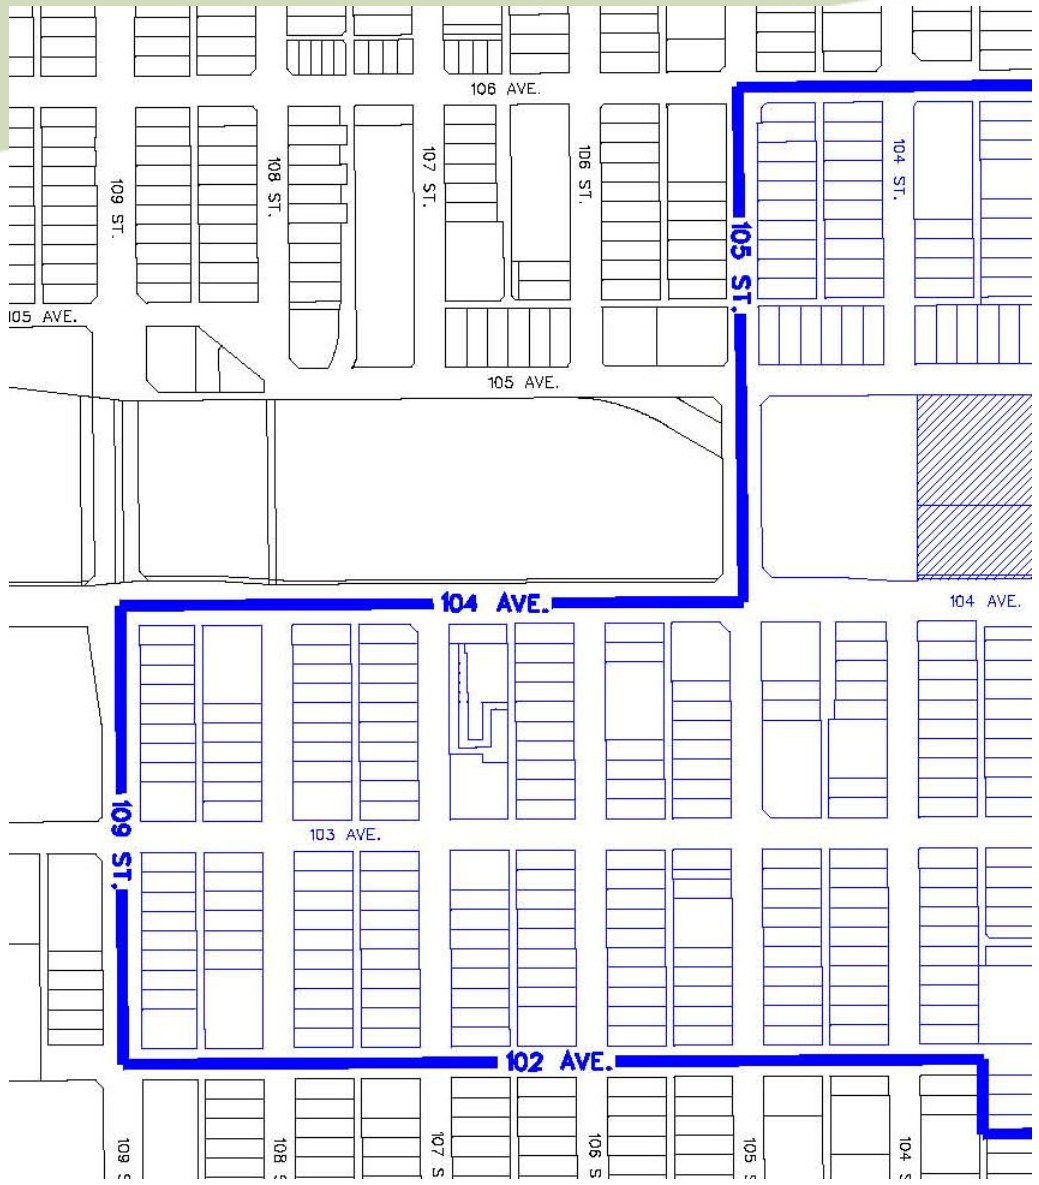 106 AVE.
109 ST.
108 ST.
107 ST.
106 ST.
104 ST.
105 ST.
105 AVE.
105 AVE.
104 AVE.
104 AVE.
109 ST.
103 AVE.
102 AVE.
109 S
108 S
107 S
106 S
105
104 S